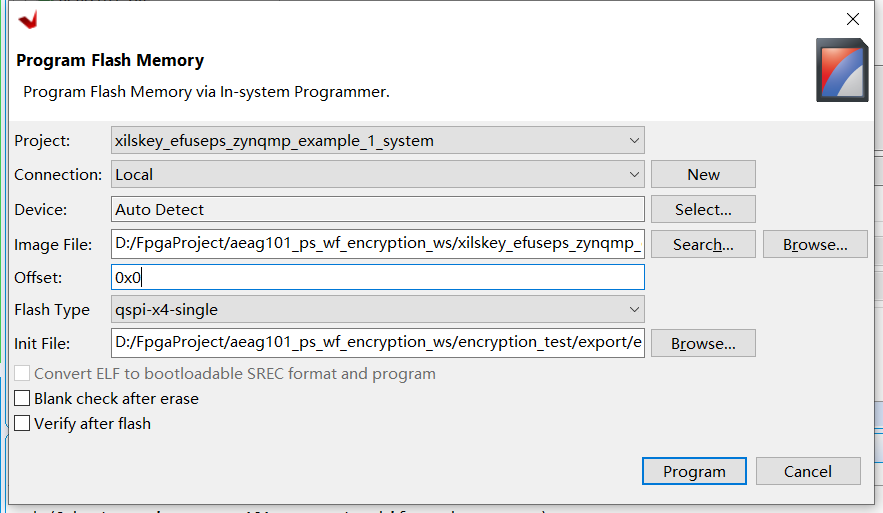 Program Flash Memory
Program Flash Memory via In-system Programmer.
Project: xilskey_efuseps_zynqmp_example_1_system
Connection: Local New
Device: Auto Detect Select...
Image File: D:/FpgaProject/aeag101_ps_wf_encryption_ws/xilskey_efuseps_zynqmp_ Search... Browse...
Offset: 0x0
Flash Type qspi-x4-single
Init File: D:/FpgaProject/aeag101_ps_wf_encryption_ws/encryption_test/export/e Browse...
Convert ELF to bootloadable SREC format and program
Blank check after erase
Verify after flash
Program Cancel